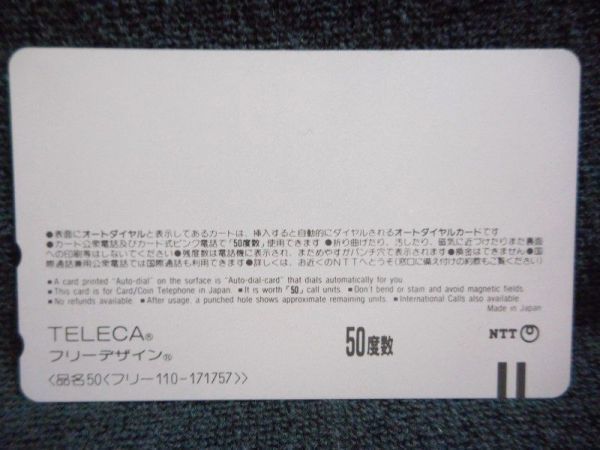 ●表面にオートダイヤルと表示してあるカートは、挿入すると自動的にダイヤルされるオートダイヤルカードです
●カード公衆電話及びカード式ピンク電話で「50度数」使用できます ●折り曲げたり、汚したり、磁気に近づけたりまた裏面
への印刷等はしないでください ●残度数は電話機に表示され、まためやすがパンチ穴で表示されます ●換金はできません ●国
際通話兼用公衆電話では国際通話も利用できます ●詳しくは、お近くのNTTへどうぞ(窓口に備え付けの約款もご覧ください)
■A card printed "Auto-dial" on the surface is "Auto-dial-card" that dials automatically for you.
■This card is for Card/Coin Telephone in Japan. ■It is worth「50」call units. ■Don't bend or stain and avoid magnetic fields.
■No refunds available. ■After usage, a punched hole shows approximate remaining units. ■International Calls also available.
Made in Japan
TELECA®
フリーデザイン
50度数
NTT
〈品名50〈フリー110-171757〉〉